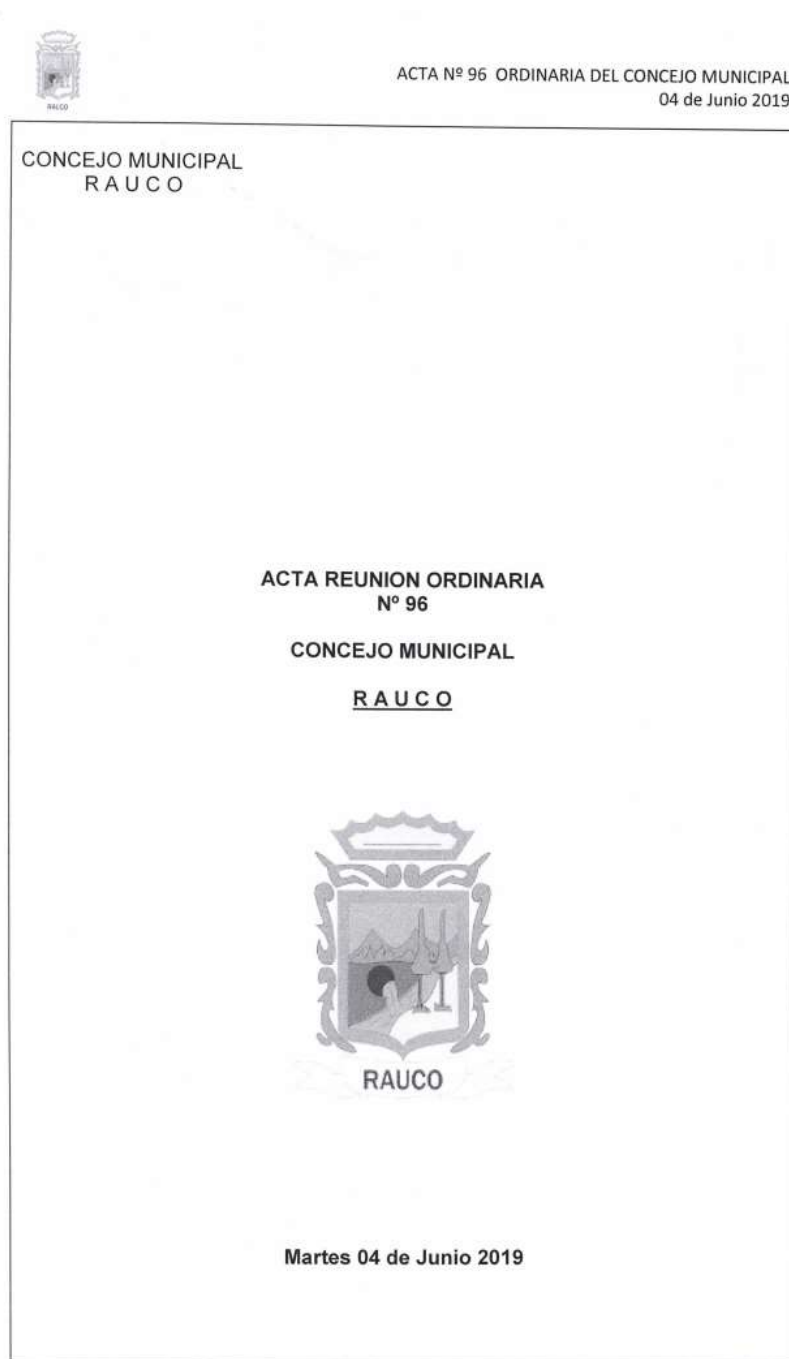 RAUCO
ACTA Nº 96 ORDINARIA DEL CONCEJO MUNICIPAL
04 de Junio 2019
CONCEJO MUNICIPAL
R A U C O
ACTA REUNION ORDINARIA
Nº 96
CONCEJO MUNICIPAL
R A U C O
RAUCO
Martes 04 de Junio 2019